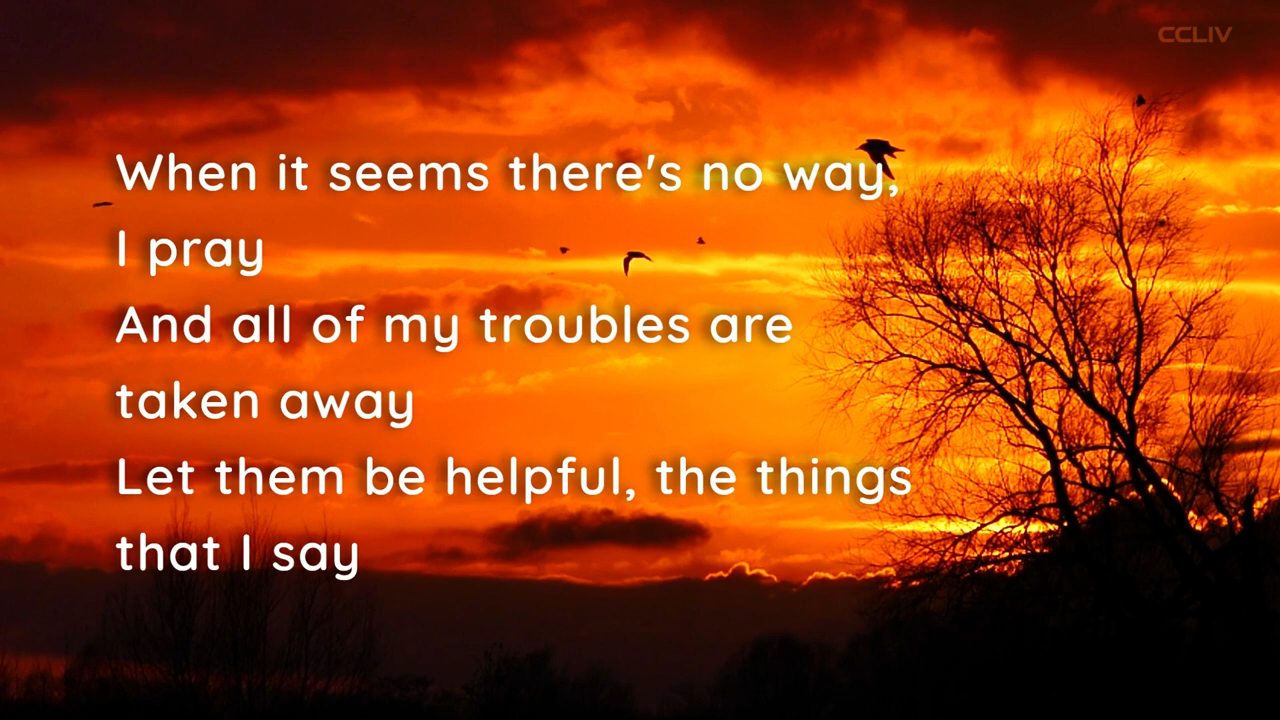 CCLIV
When it seems there's no way,
I pray
And all of my troubles are
taken away
Let them be helpful, the things
that I say